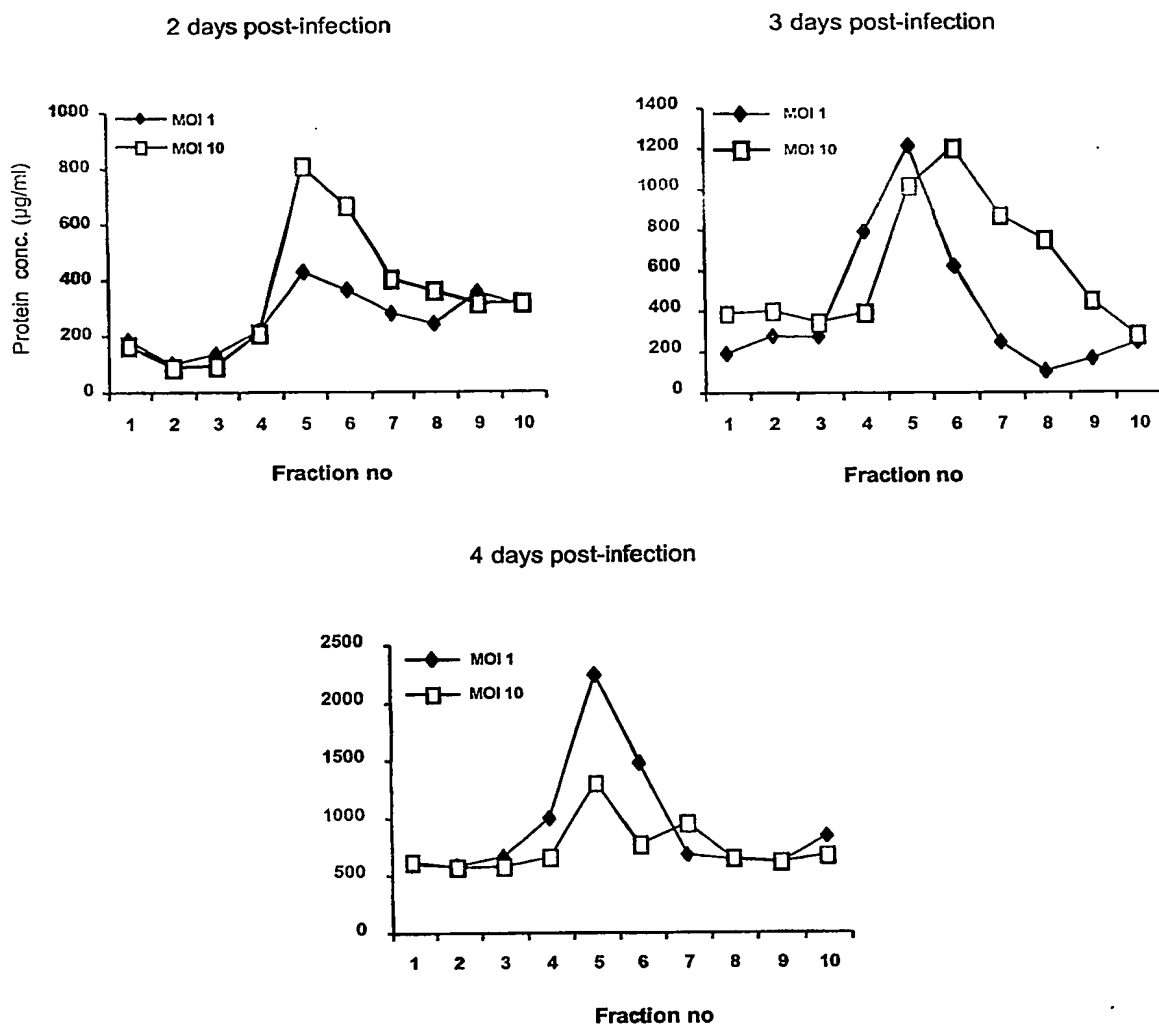 2 days post-infection
3 days post-infection
Protein conc. (µg/ml)
1000
800
600
400
200
0
MOI 1
MOI 10
1 2 3 4 5 6 7 8 9 10
Fraction no
1400
1200
1000
800
600
400
200
0
MOI 1
MOI 10
1 2 3 4 5 6 7 8 9 10
Fraction no
4 days post-infection
2500
2000
1500
1000
500
0
MOI 1
MOI 10
1 2 3 4 5 6 7 8 9 10
Fraction no